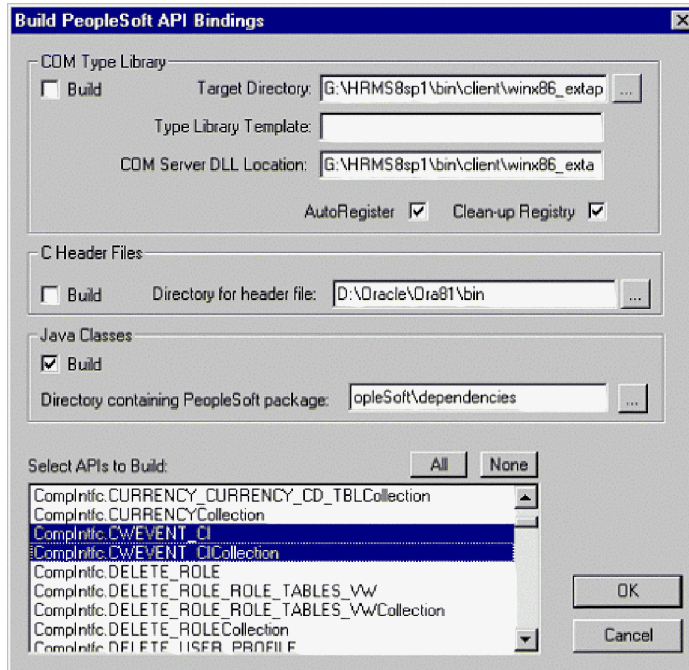 Build PeopleSoft API Bindings
COM Type Library
Build
Target Directory: G:\HRMS8sp1\bin\client\winx86_extap ...
Type Library Template:
COM Server DLL Location: G:\HRMS8sp1\bin\client\winx86_exta
AutoRegister
Clean-up Registry
C Header Files
Build
Directory for header file: D:\Oracle\Ora81\bin ...
Java Classes
Build
Directory containing PeopleSoft package: opleSoft\dependencies ...
Select APIs to Build: All None
CompIntfc.CURRENCY_CURRENCY_CD_TBLCollection
CompIntfc.CURRENCYCollection
CompIntfc.CWEVENT_CI
CompIntfc.CWEVENT_CICollection
CompIntfc.DELETE_ROLE
CompIntfc.DELETE_ROLE_ROLE_TABLES_VW
CompIntfc.DELETE_ROLE_ROLE_TABLES_VWCollection
CompIntfc.DELETE_ROLECollection
CompIntfc.DELETE_USER_PROFILE
OK
Cancel